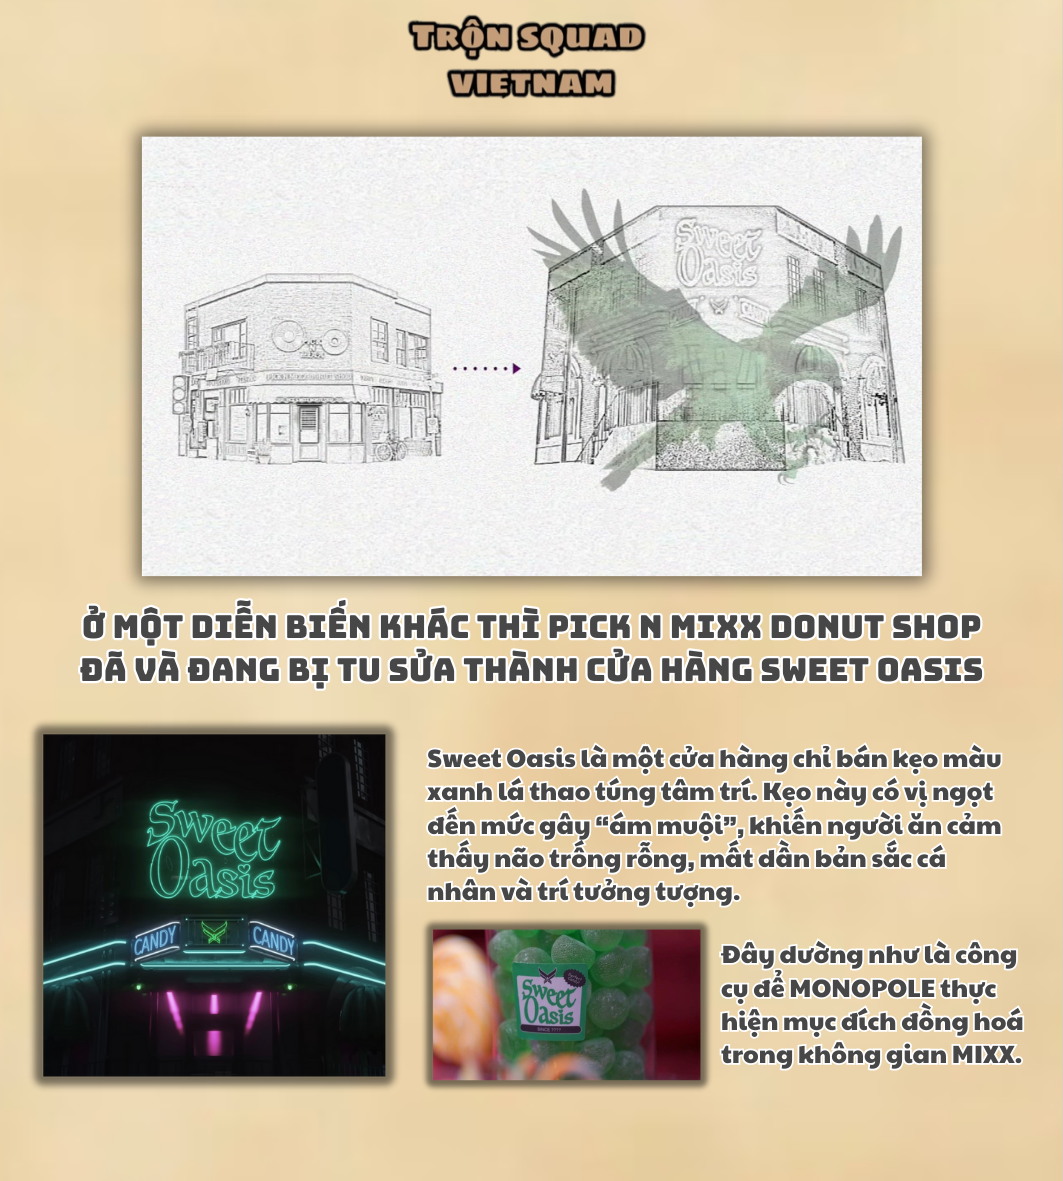 TRỘN SQUAD
VIETNAM
Sweet
Oasis
Ở MỘT DIỄN BIẾN KHÁC THÌ PICK N MIXX DONUT SHOP
ĐÃ VÀ ĐANG BỊ TU SỬA THÀNH CỬA HÀNG SWEET OASIS
Sweet
Oasis
CANDY
CANDY
Sweet Oasis là một cửa hàng chỉ bán kẹo màu
xanh lá thao túng tâm trí. Kẹo này có vị ngọt
đến mức gây “ám muội”, khiến người ăn cảm
thấy não trống rỗng, mất dần bản sắc cá
nhân và trí tưởng tượng.
Sweet
Oasis
SINCE ????
Đây dường như là công
cụ để MONOPOLE thực
hiện mục đích đồng hoá
trong không gian MIXX.